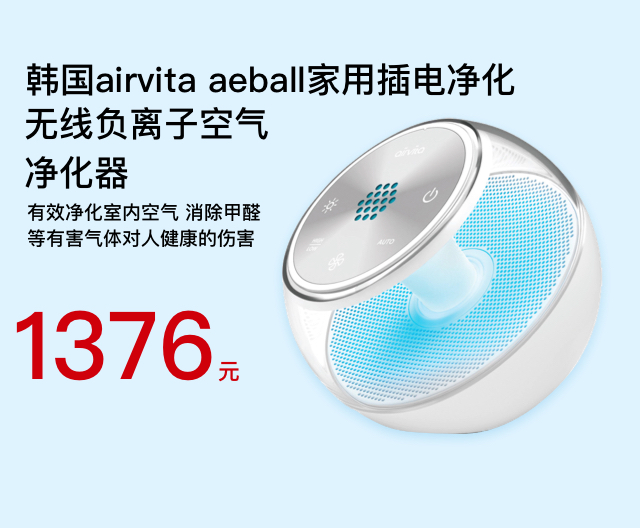 韩国airvita aeball家用插电净化
无线负离子空气
净化器
有效净化室内空气 消除甲醛
等有害气体对人健康的伤害
1376元
AUTO